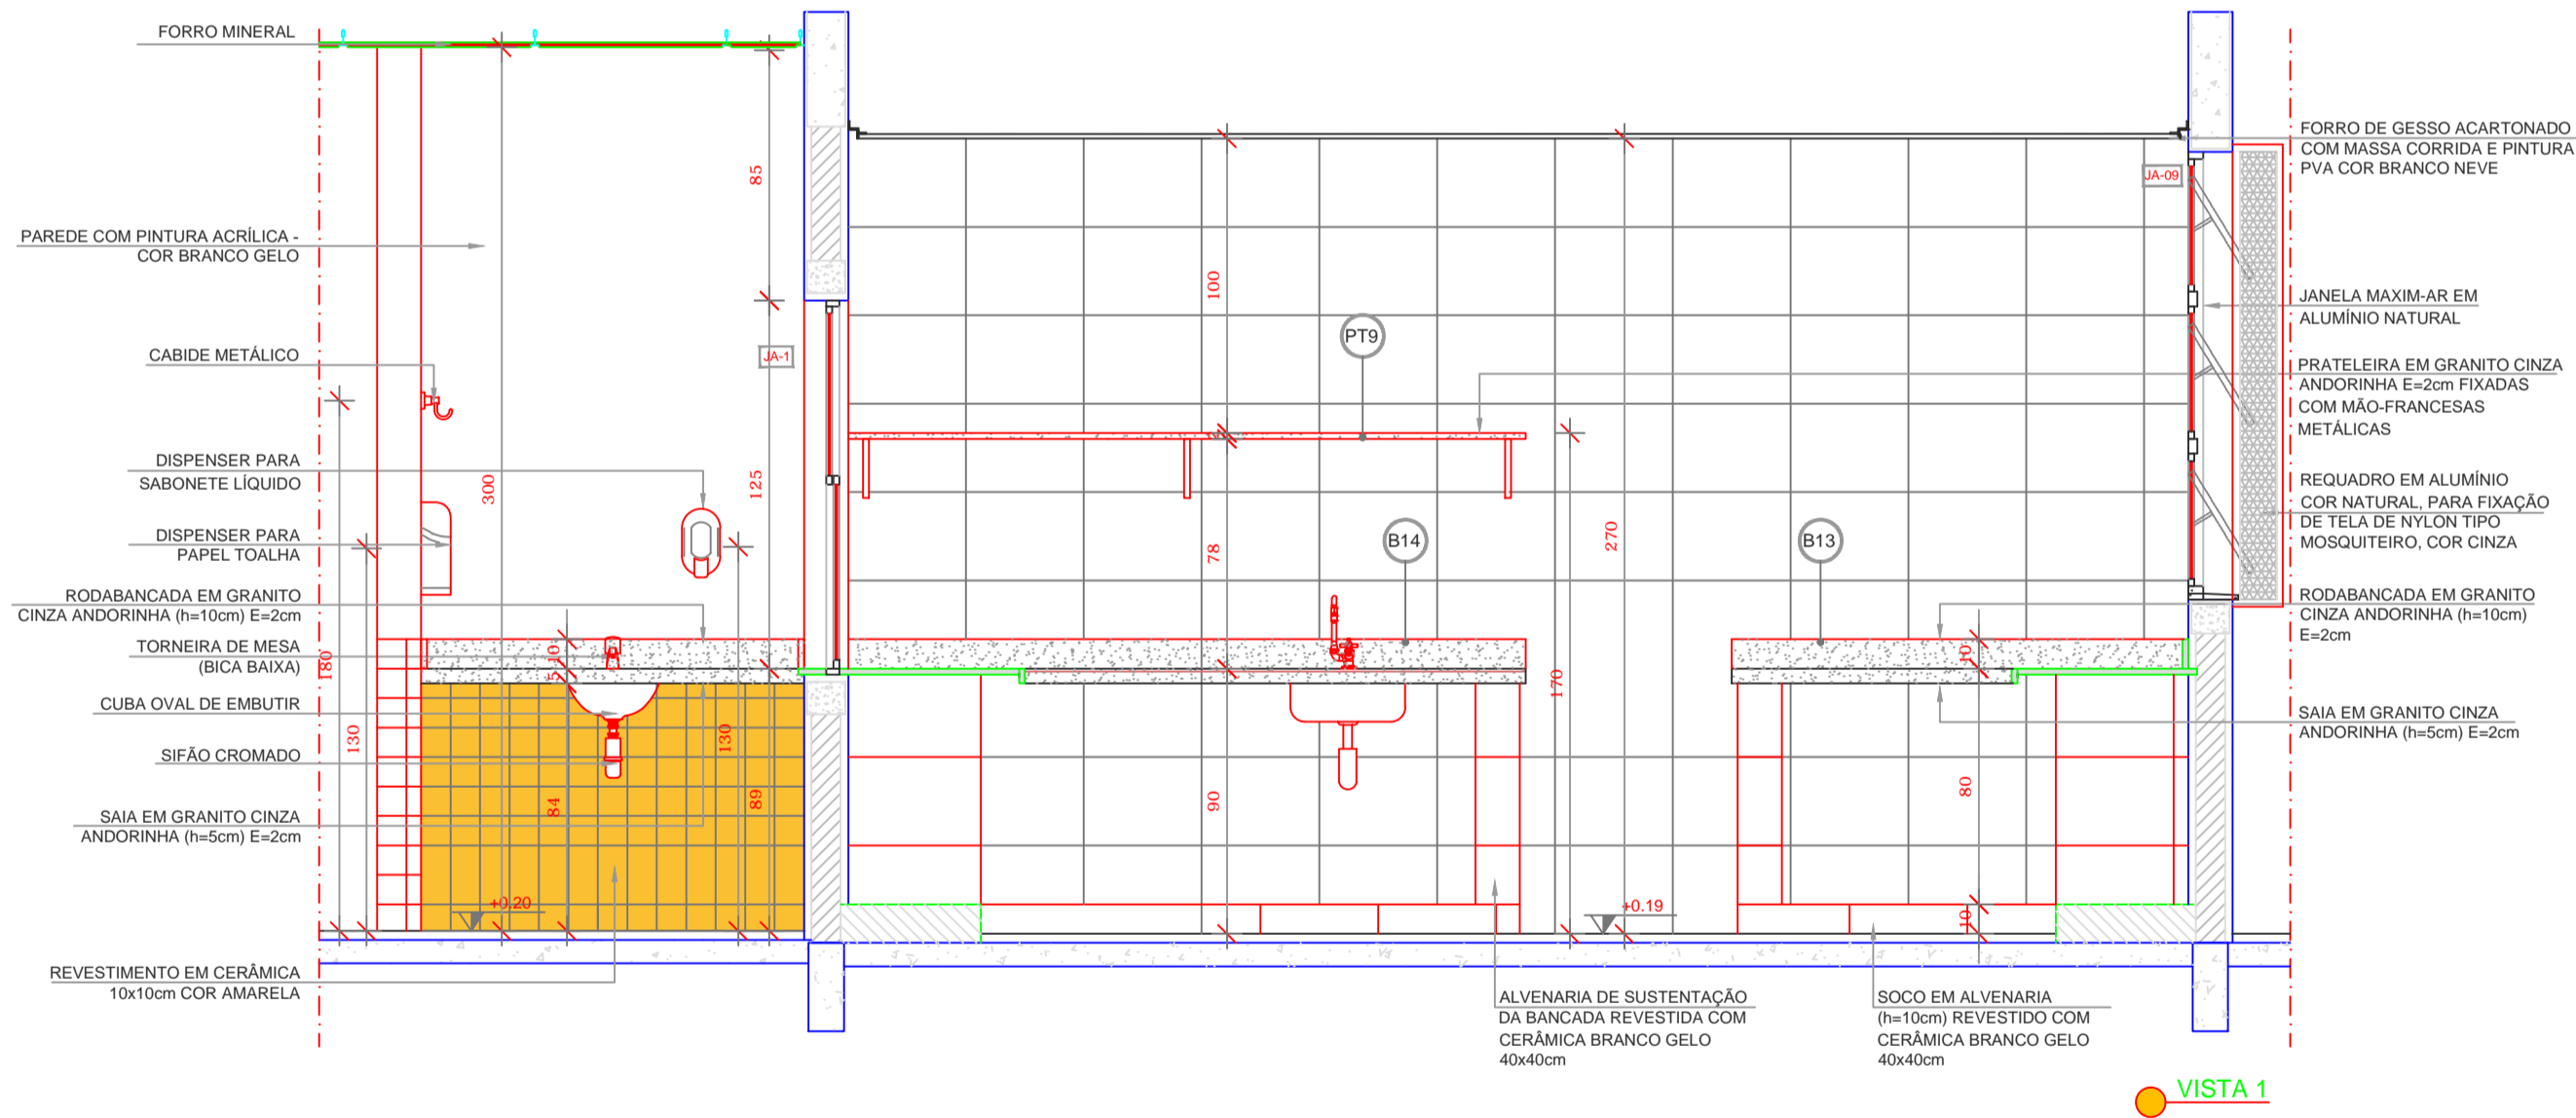 FORRO MINERAL
PAREDE COM PINTURA ACRÍLICA -
COR BRANCO GELO
CABIDE METÁLICO
DISPENSER PARA
SABONETE LÍQUIDO
DISPENSER PARA
PAPEL TOALHA
RODABANCADA EM GRANITO
CINZA ANDORINHA (h=10cm) E=2cm
TORNEIRA DE MESA
(BICA BAIXA)
CUBA OVAL DE EMBUTIR
SIFÃO CROMADO
SAIA EM GRANITO CINZA
ANDORINHA (h=5cm) E=2cm
REVESTIMENTO EM CERÂMICA
10x10cm COR AMARELA
180
130
300
10
5
84
130
85
125
89
+0.20
JA-1
100
78
90
PT9
B14
170
270
+0.19
B13
10
80
10
JA-09
FORRO DE GESSO ACARTONADO
COM MASSA CORRIDA E PINTURA
PVA COR BRANCO NEVE
JANELA MAXIM-AR EM
ALUMÍNIO NATURAL
PRATELEIRA EM GRANITO CINZA
ANDORINHA E=2cm FIXADAS
COM MÃO-FRANCESAS
METÁLICAS
REQUADRO EM ALUMÍNIO
COR NATURAL, PARA FIXAÇÃO
DE TELA DE NYLON TIPO
MOSQUITEIRO, COR CINZA
RODABANCADA EM GRANITO
CINZA ANDORINHA (h=10cm)
E=2cm
SAIA EM GRANITO CINZA
ANDORINHA (h=5cm) E=2cm
ALVENARIA DE SUSTENTAÇÃO
DA BANCADA REVESTIDA COM
CERÂMICA BRANCO GELO
40x40cm
SOCO EM ALVENARIA
(h=10cm) REVESTIDO COM
CERÂMICA BRANCO GELO
40x40cm
VISTA 1